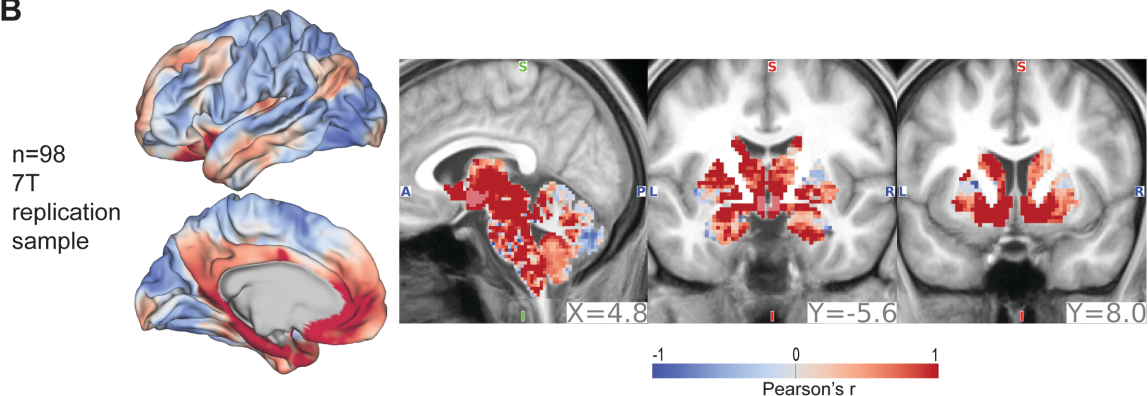 B
n=98
7T
replication
sample
S
A
P
I
X=4.8
S
L
R
I
Y=-5.6
S
L
R
I
Y=8.0
-1 0 1
Pearson's r